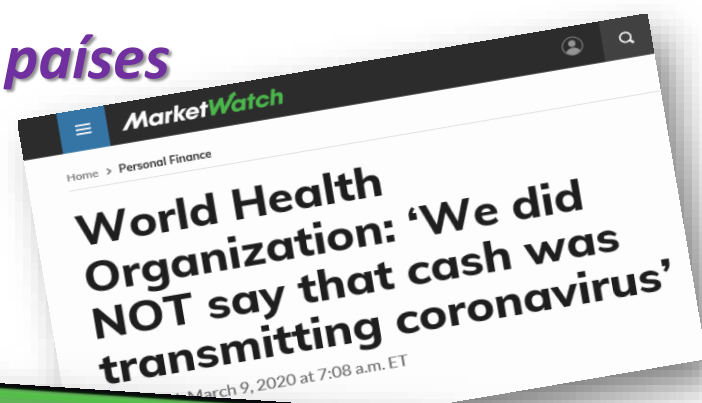 países
MarketWatch
Home > Personal Finance
World Health
Organization: ‘We did
NOT say that cash was
transmitting coronavirus’
March 9, 2020 at 7:08 a.m. ET